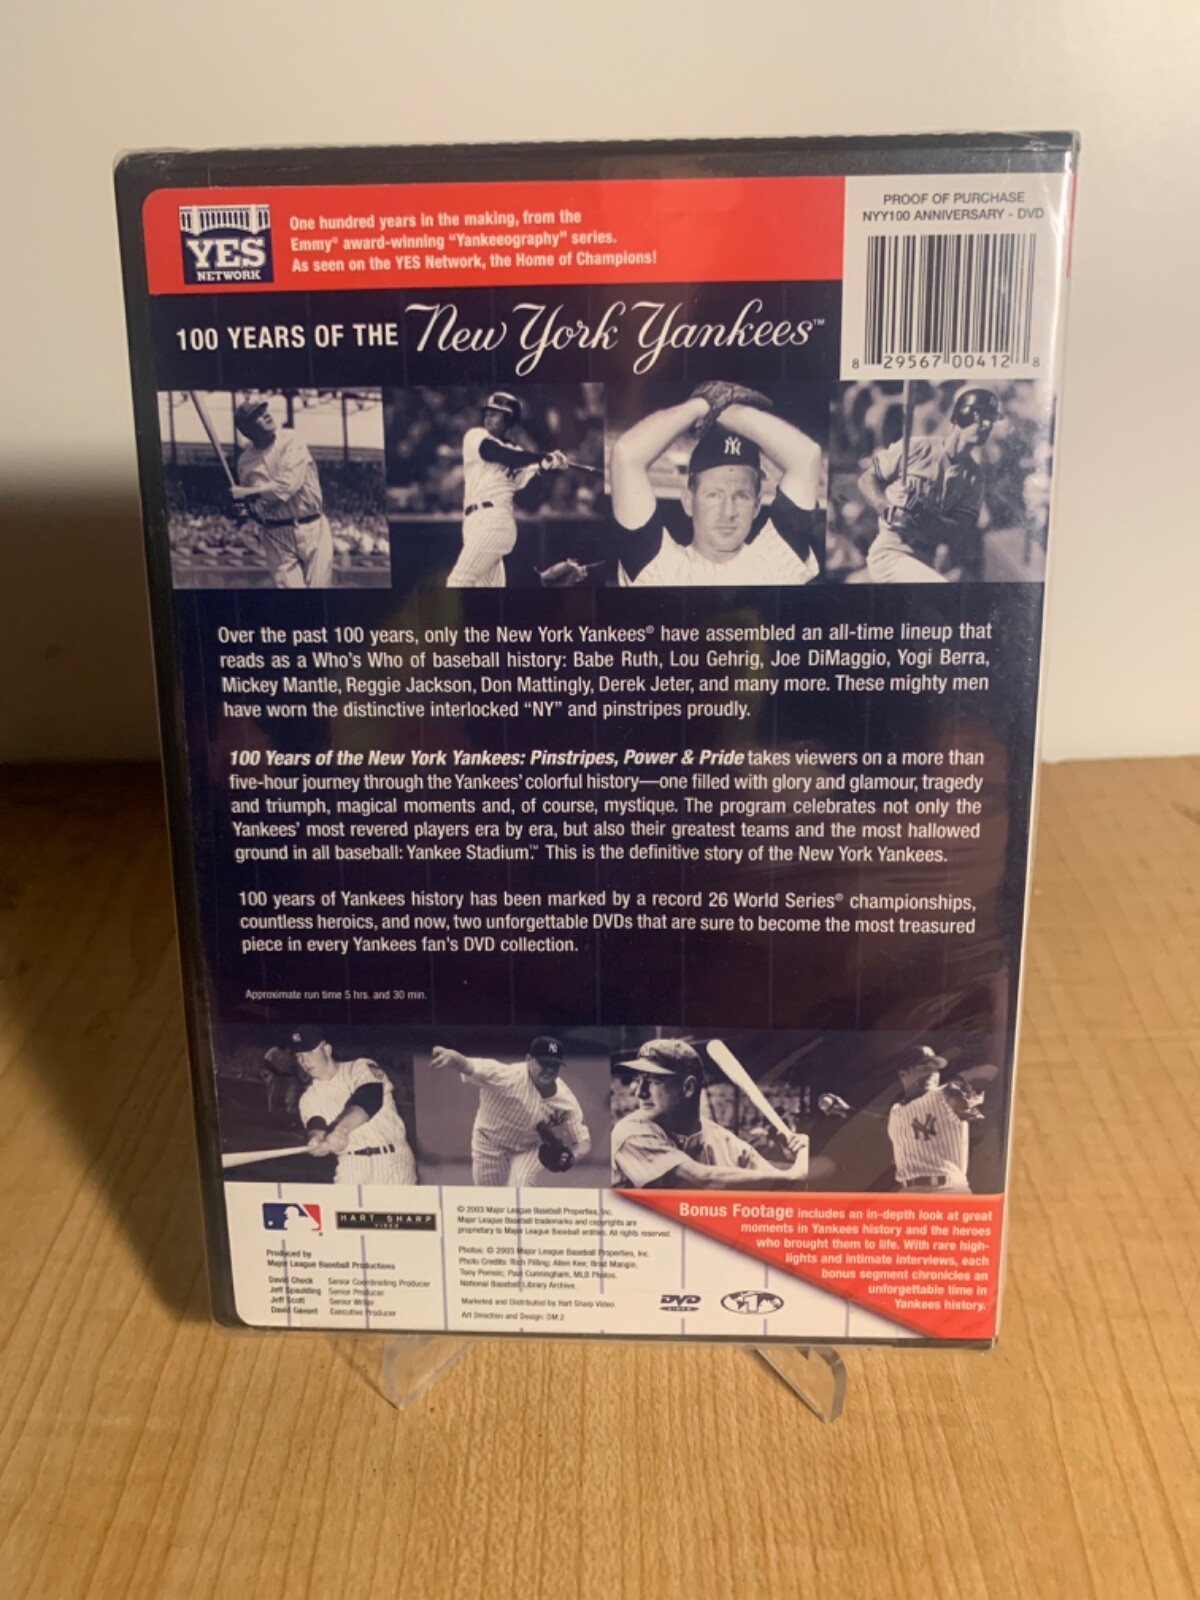 YES
NETWORK
One hundred years in the making, from the
Emmy® award-winning "Yankeeography" series.
As seen on the YES Network, the Home of Champions!
PROOF OF PURCHASE
NYY100 ANNIVERSARY - DVD
8 29567 00412 8
100 YEARS OF THE New York Yankees™
Over the past 100 years, only the New York Yankees® have assembled an all-time lineup that
reads as a Who's Who of baseball history: Babe Ruth, Lou Gehrig, Joe DiMaggio, Yogi Berra,
Mickey Mantle, Reggie Jackson, Don Mattingly, Derek Jeter, and many more. These mighty men
have worn the distinctive interlocked "NY" and pinstripes proudly.
100 Years of the New York Yankees: Pinstripes, Power & Pride takes viewers on a more than
five-hour journey through the Yankees' colorful history—one filled with glory and glamour, tragedy
and triumph, magical moments and, of course, mystique. The program celebrates not only the
Yankees' most revered players era by era, but also their greatest teams and the most hallowed
ground in all baseball: Yankee Stadium.™ This is the definitive story of the New York Yankees.
100 years of Yankees history has been marked by a record 26 World Series® championships,
countless heroics, and now, two unforgettable DVDs that are sure to become the most treasured
piece in every Yankees fan's DVD collection.
Approximate run time 5 hrs. and 30 min.
HART SHARP
VIDEO
Produced by
Major League Baseball Productions
David Check Senior Coordinating Producer
Jeff Spaulding Senior Producer
Jeff Scott Senior Writer
David Gavant Executive Producer
© 2003 Major League Baseball Properties, Inc.
Major League Baseball trademarks and copyrights are
proprietary to Major League Baseball entities. All rights reserved.
Photos: © 2003 Major League Baseball Properties, Inc.
Photo Credits: Rich Pilling; Allen Kee; Brad Mangin;
Paul Cunningham, MLB Photos.
National Baseball Library Archive.
Marketed and Distributed by Hart Sharp Video
Art Direction and Design: DM.2
DVD
VIDEO
1
Bonus Footage includes an in-depth look at great
moments in Yankees history and the heroes
who brought them to life. With rare high-
lights and intimate interviews, each
bonus segment chronicles an
unforgettable time in
Yankees history.